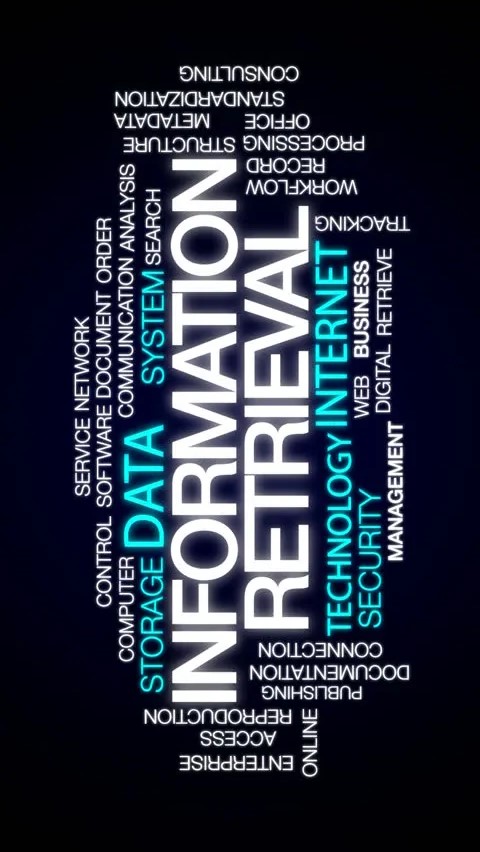 SERVICE NETWORK
CONTROL SOFTWARE DOCUMENT ORDER
COMPUTER COMMUNICATION ANALYSIS
STORAGE DATA SYSTEM SEARCH
INFORMATION
RETRIEVAL
TECHNOLOGY INTERNET
SECURITY WEB BUSINESS
MANAGEMENT DIGITAL RETRIEVE
CONSULTING
STANDARDIZATION
METADATA OFFICE
STRUCTURE PROCESSING
RECORD
WORKFLOW
TRACKING
CONNECTION
DOCUMENTATION
PUBLISHING
REPRODUCTION
ACCESS
ENTERPRISE
ONLINE